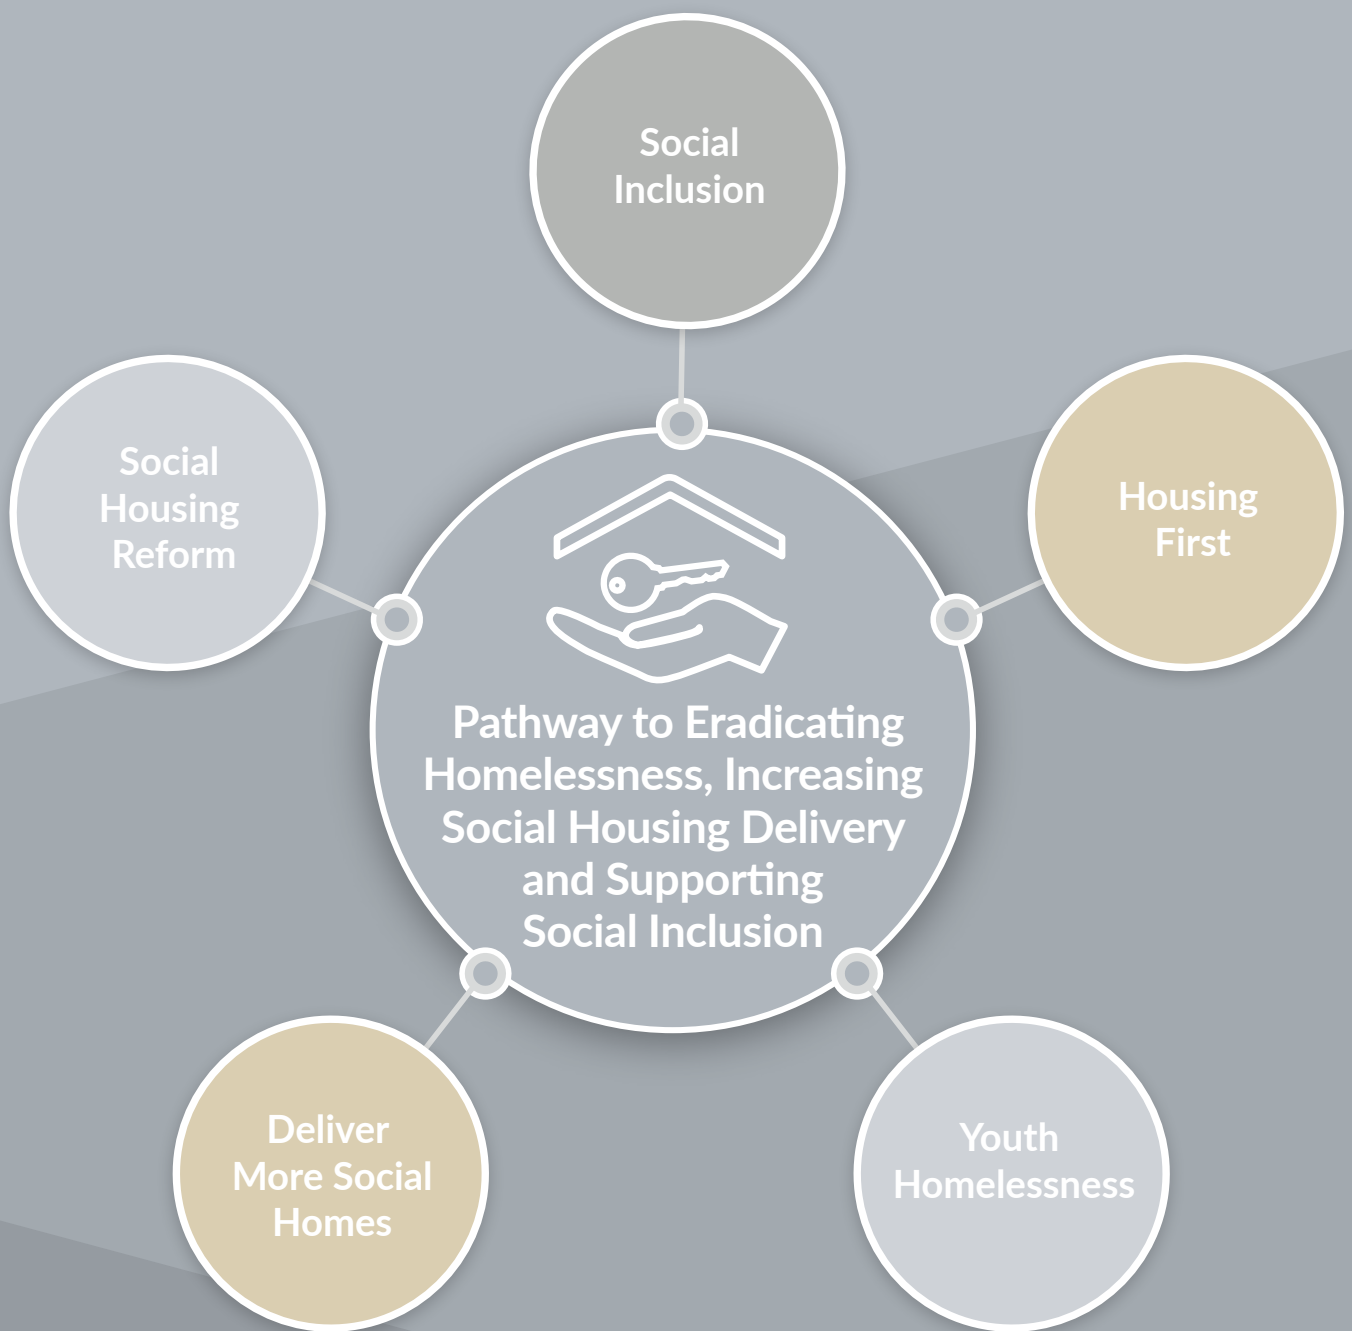 Social
Inclusion
Social
Housing
Reform
Housing
First
Pathway to Eradicating
Homelessness, Increasing
Social Housing Delivery
and Supporting
Social Inclusion
Deliver
More Social
Homes
Youth
Homelessness